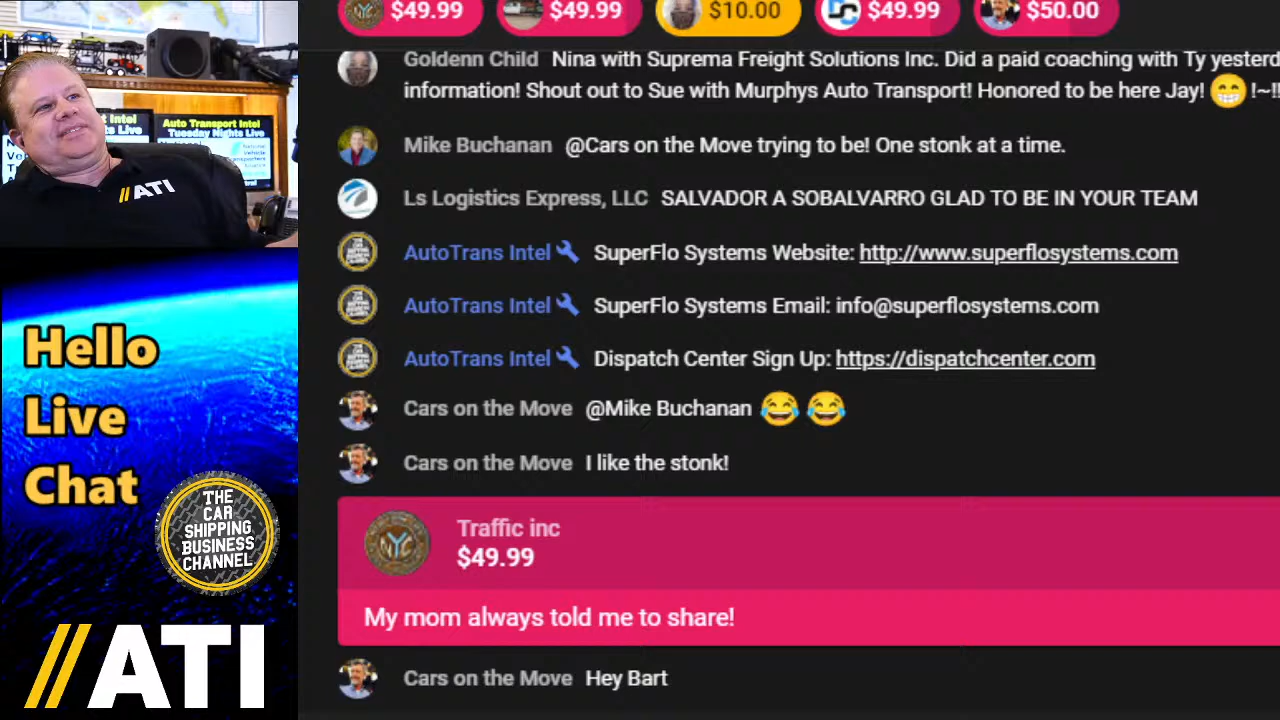 $49.99
$49.99
$10.00
$49.99
$50.00
Goldenn Child Nina with Suprema Freight Solutions Inc. Did a paid coaching with Ty yesterd
information! Shout out to Sue with Murphys Auto Transport! Honored to be here Jay! 😁 !~!!
Mike Buchanan @Cars on the Move trying to be! One stonk at a time.
Ls Logistics Express, LLC SALVADOR A SOBALVARRO GLAD TO BE IN YOUR TEAM
AutoTrans Intel SuperFlo Systems Website: http://www.superflosystems.com
AutoTrans Intel SuperFlo Systems Email: info@superflosystems.com
AutoTrans Intel Dispatch Center Sign Up: https://dispatchcenter.com
Cars on the Move @Mike Buchanan 😂 😂
Cars on the Move I like the stonk!
Traffic inc
$49.99
My mom always told me to share!
Cars on the Move Hey Bart
Auto Transport Intel
Tuesday Nights Live
//ATI
Hello
Live
Chat
THE
CAR
SHIPPING
BUSINESS
CHANNEL
//ATI